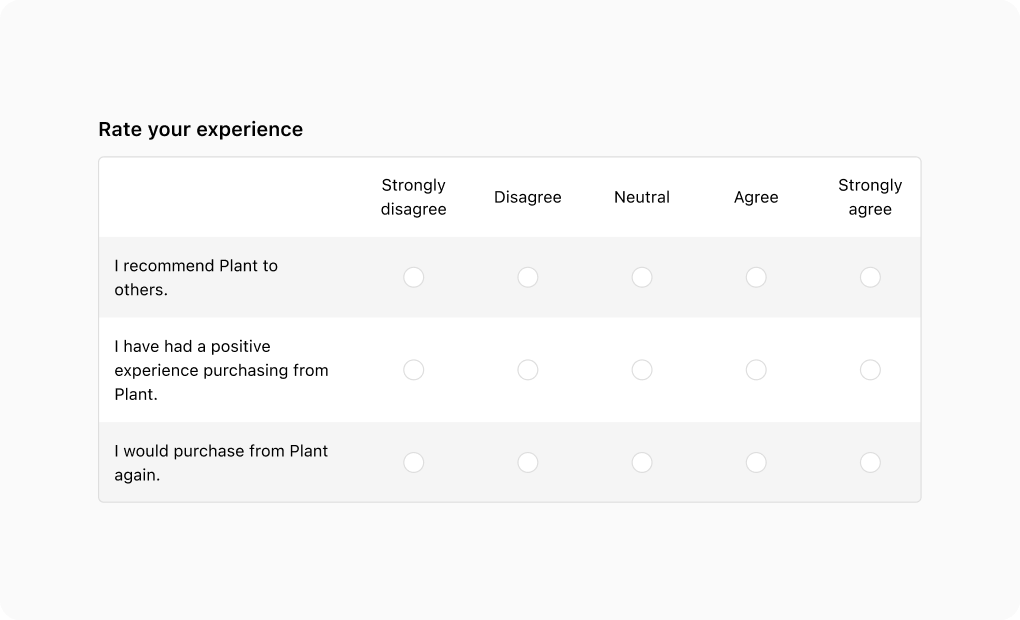 Rate your experience
Strongly
disagree
Disagree
Neutral
Agree
Strongly
agree
I recommend Plant to
others.
I have had a positive
experience purchasing from
Plant.
I would purchase from Plant
again.